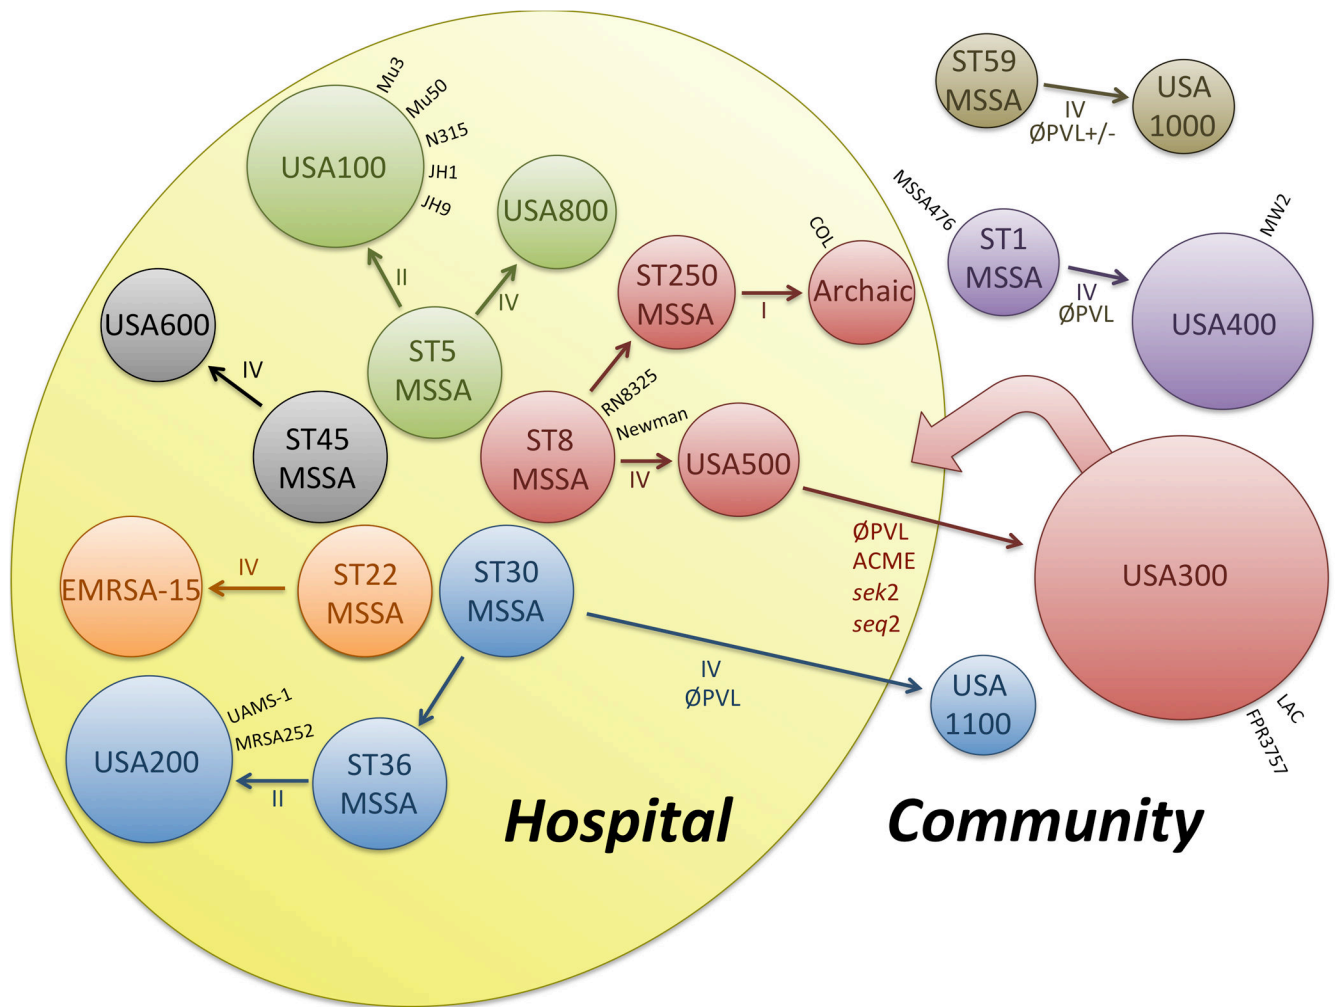 Mu3
Mu50
N315
JH1
JH9
USA100
II
USA800
IV
ST5
MSSA
USA600
IV
ST45
MSSA
ST250
MSSA
I
COL
Archaic
RN8325
Newman
ST8
MSSA
IV
USA500
ØPVL
ACME
sek2
seq2
USA300
LAC
FPR3757
EMRSA-15
IV
ST22
MSSA
ST30
MSSA
IV
ØPVL
USA
1100
UAMS-1
MRSA252
USA200
II
ST36
MSSA
ST59
MSSA
IV
ØPVL+/-
USA
1000
MSSA476
ST1
MSSA
IV
ØPVL
MW2
USA400
Hospital
Community